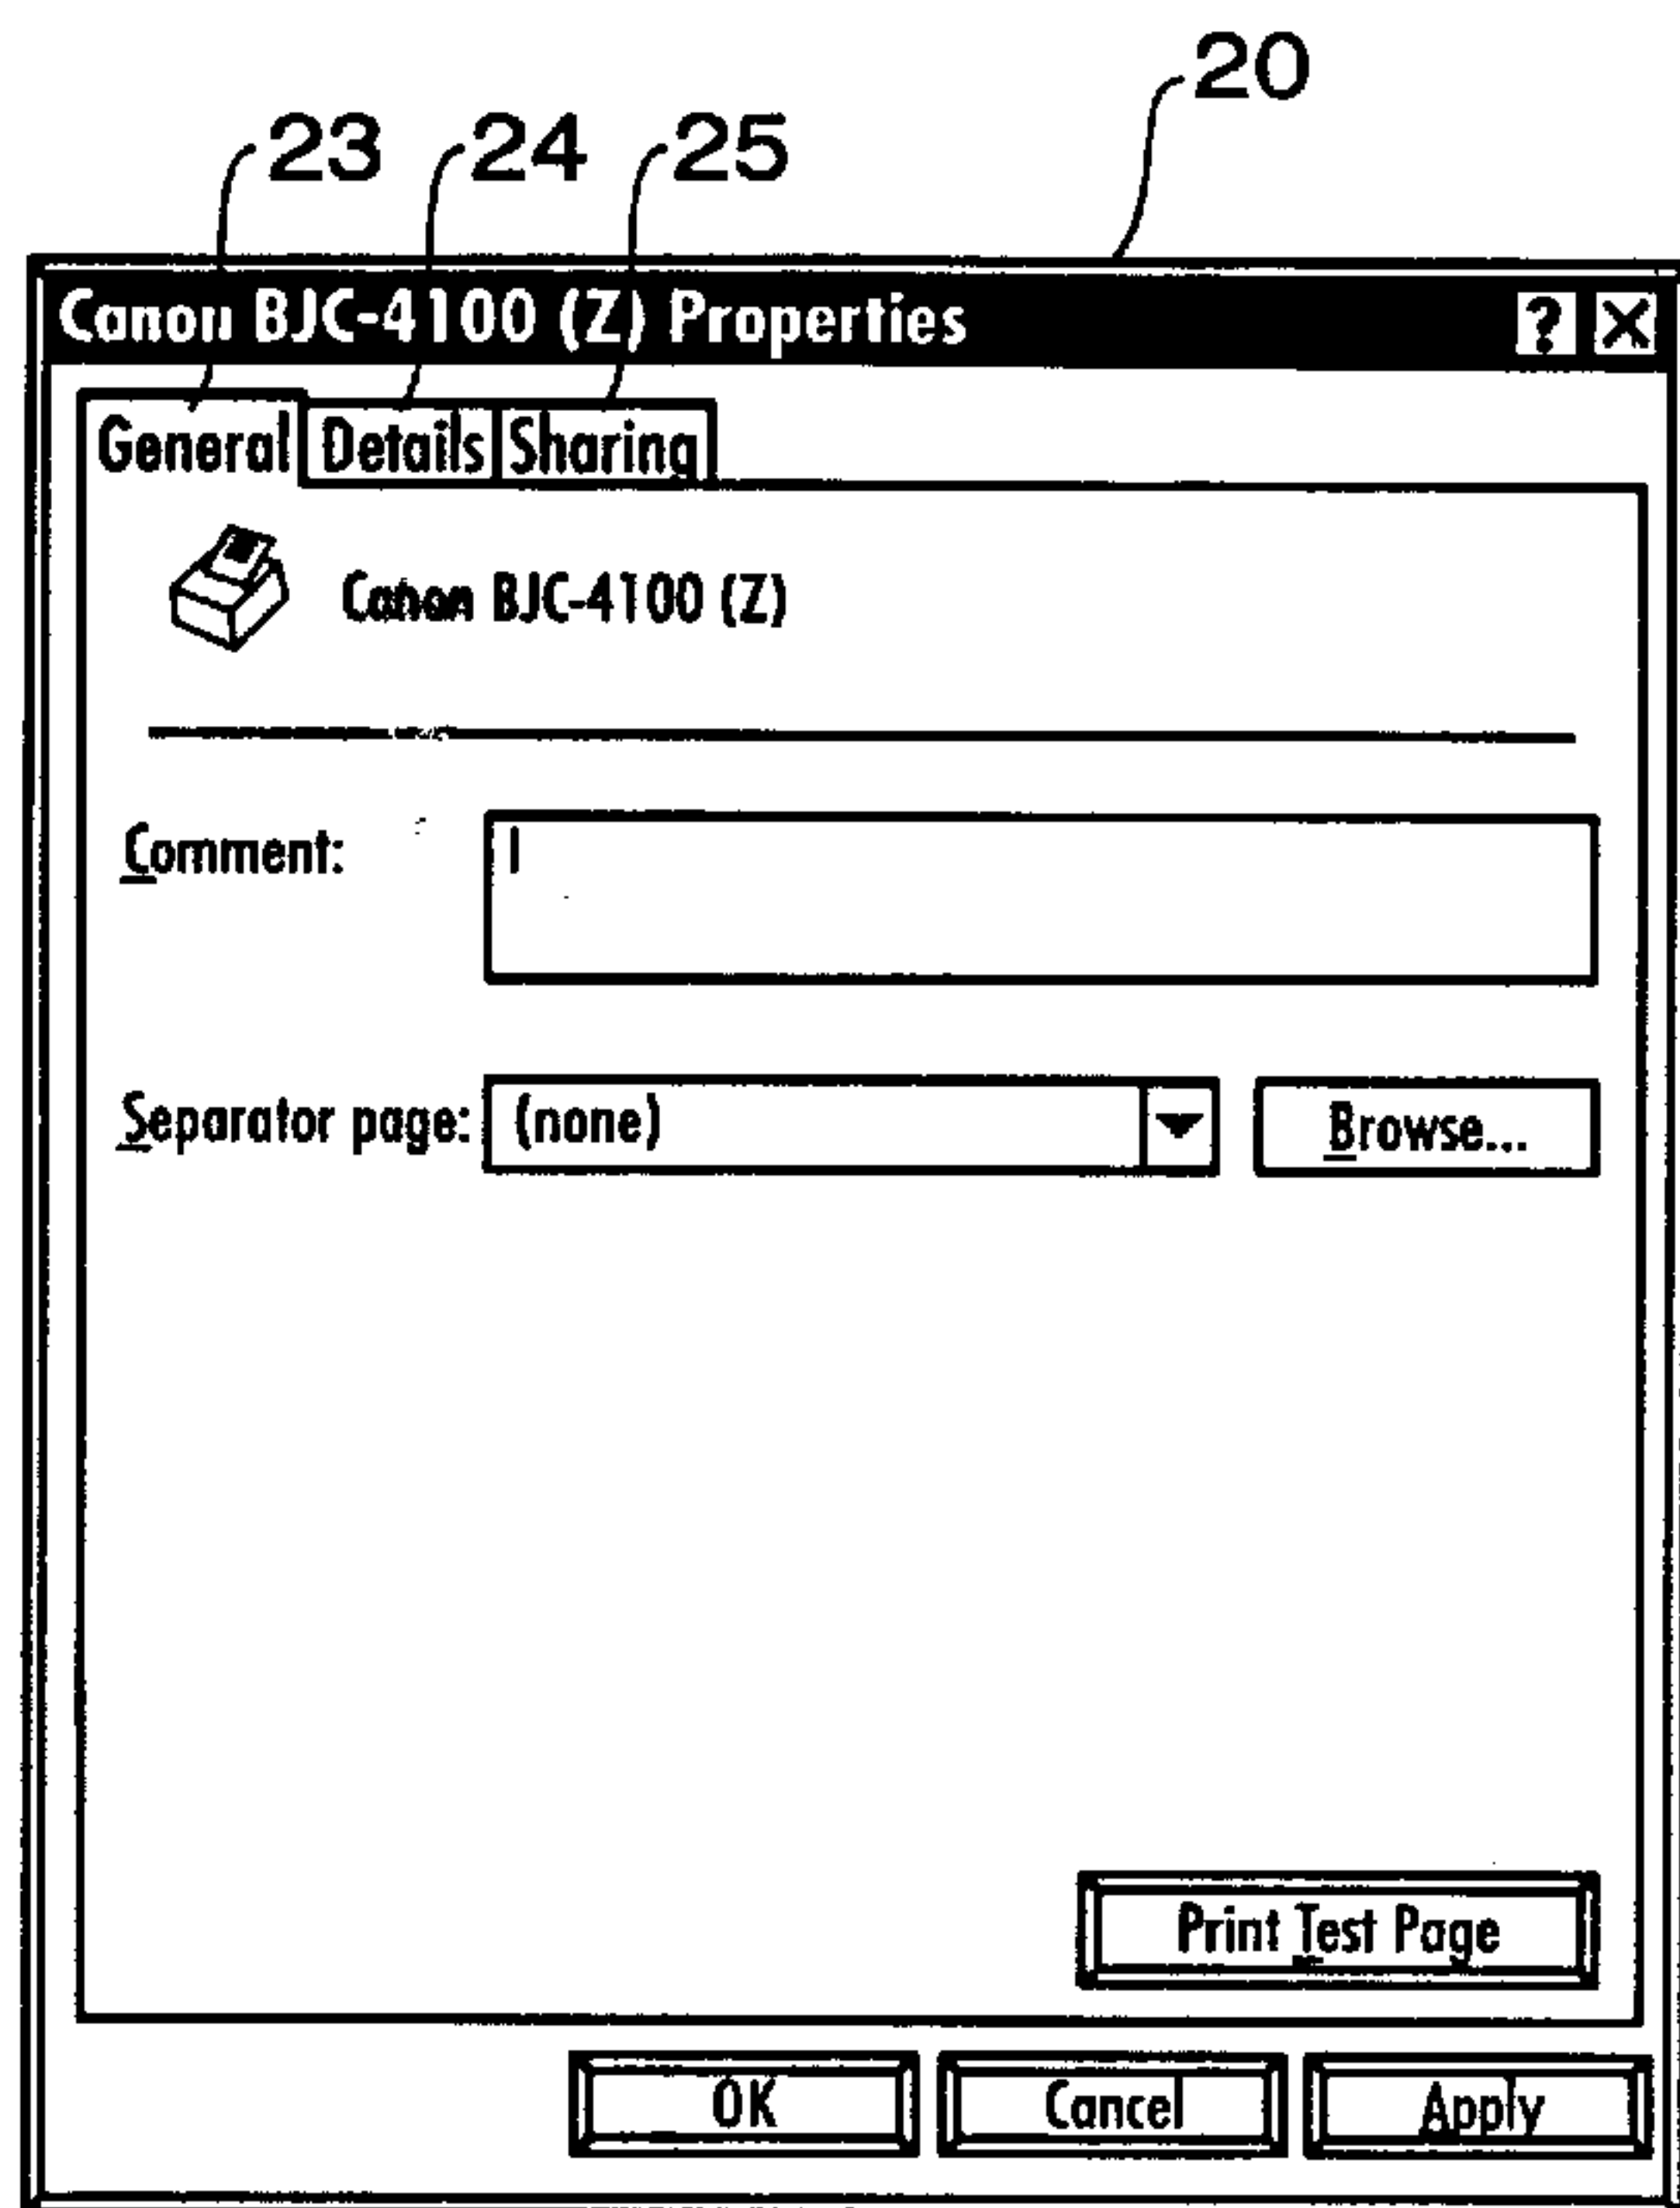 20
23 24 25
Canon BJC-4100 (Z) Properties ? X
General Details Sharing
Canon BJC-4100 (Z)
Comment:
Separator page: (none) Browse...
Print Test Page
OK Cancel Apply